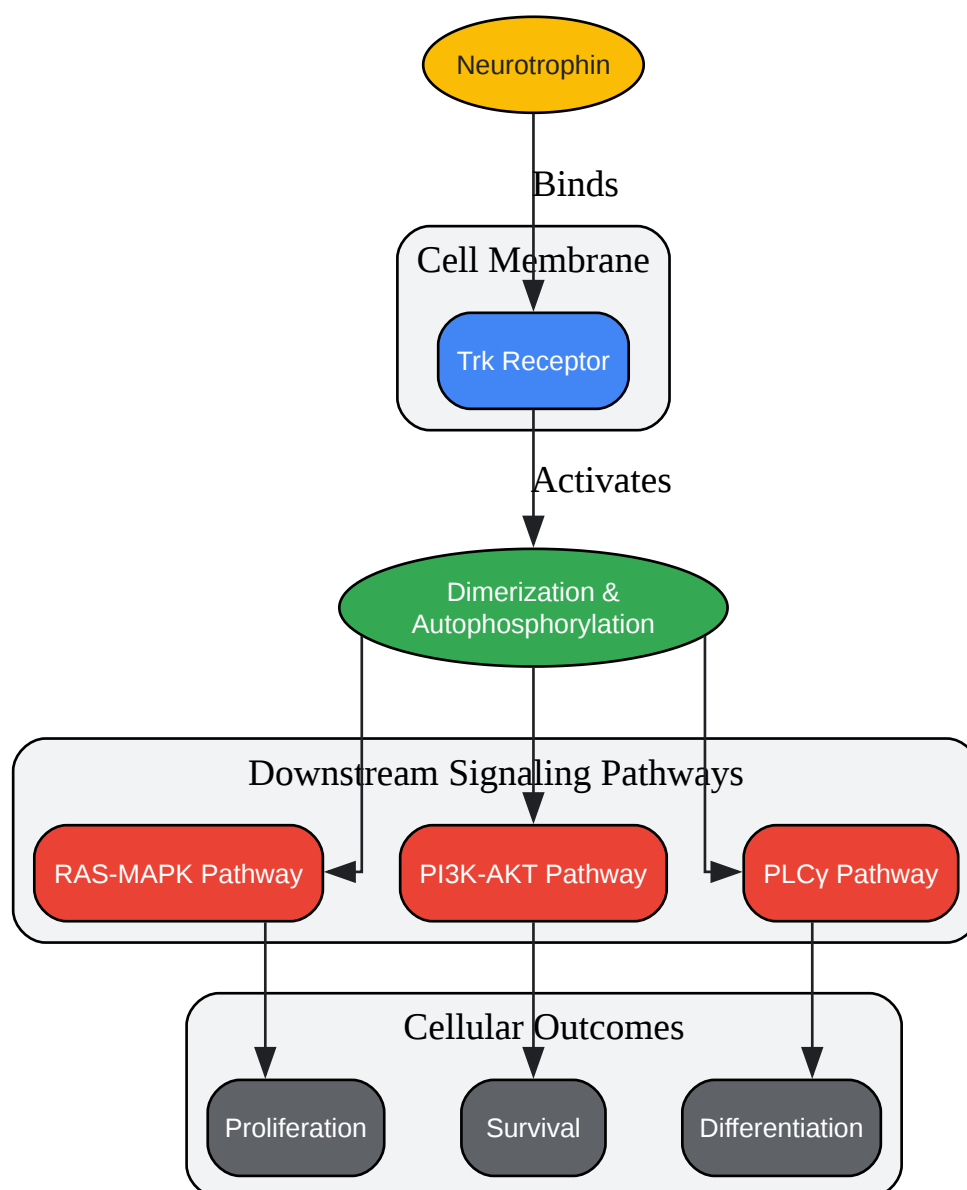 Neurotrophin
Binds
Cell Membrane
Trk Receptor
Activates
Dimerization &
Autophosphorylation
Downstream Signaling Pathways
RAS-MAPK Pathway
PI3K-AKT Pathway
PLCγ Pathway
Cellular Outcomes
Proliferation
Survival
Differentiation